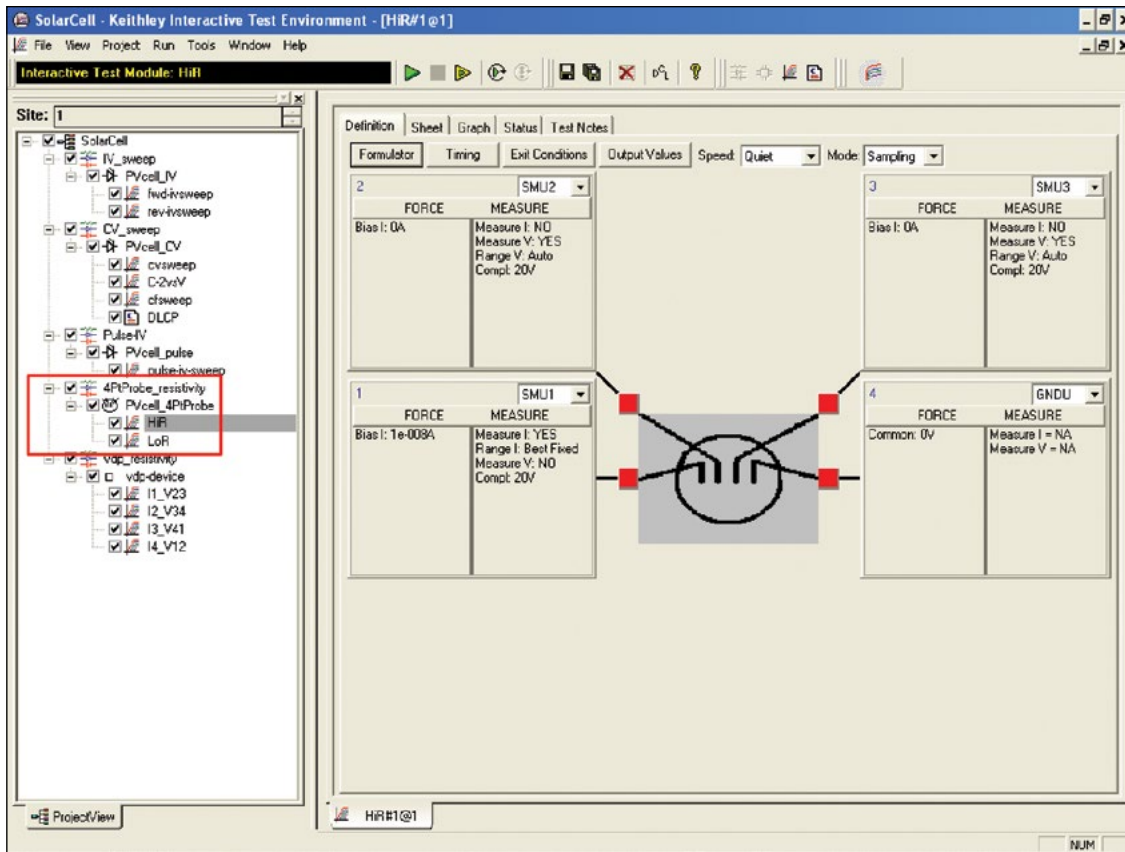 SolarCell - Keithley Interactive Test Environment - [HiR#1@1]
File View Project Run Tools Window Help
Interactive Test Module: HiR
Site: 1
SolarCell
IV_sweep
PVcell_IV
fwd-ivsweep
rev-ivsweep
CV_sweep
PVcell_CV
cvsweep
C-2vsV
cfsweep
DLCP
Pulse-IV
PVcell_pulse
pulse-iv-sweep
4PtProbe_resistivity
PVcell_4PtProbe
HiR
LoR
vdp_resistivity
vdp-device
I1_V23
I2_V34
I3_V41
I4_V12
ProjectView
Definition Sheet Graph Status Test Notes
Formulator Timing Exit Conditions Output Values Speed: Quiet Mode: Sampling
2 SMU2
FORCE MEASURE
Bias I: 0A
Measure I: NO
Measure V: YES
Range V: Auto
Compl: 20V
3 SMU3
FORCE MEASURE
Bias I: 0A
Measure I: NO
Measure V: YES
Range V: Auto
Compl: 20V
1 SMU1
FORCE MEASURE
Bias I: 1e-008A
Measure I: YES
Range I: Best Fixed
Measure V: NO
Compl: 20V
4 GNDU
FORCE MEASURE
Common: 0V
Measure I = NA
Measure V = NA
HiR#1@1
NUM